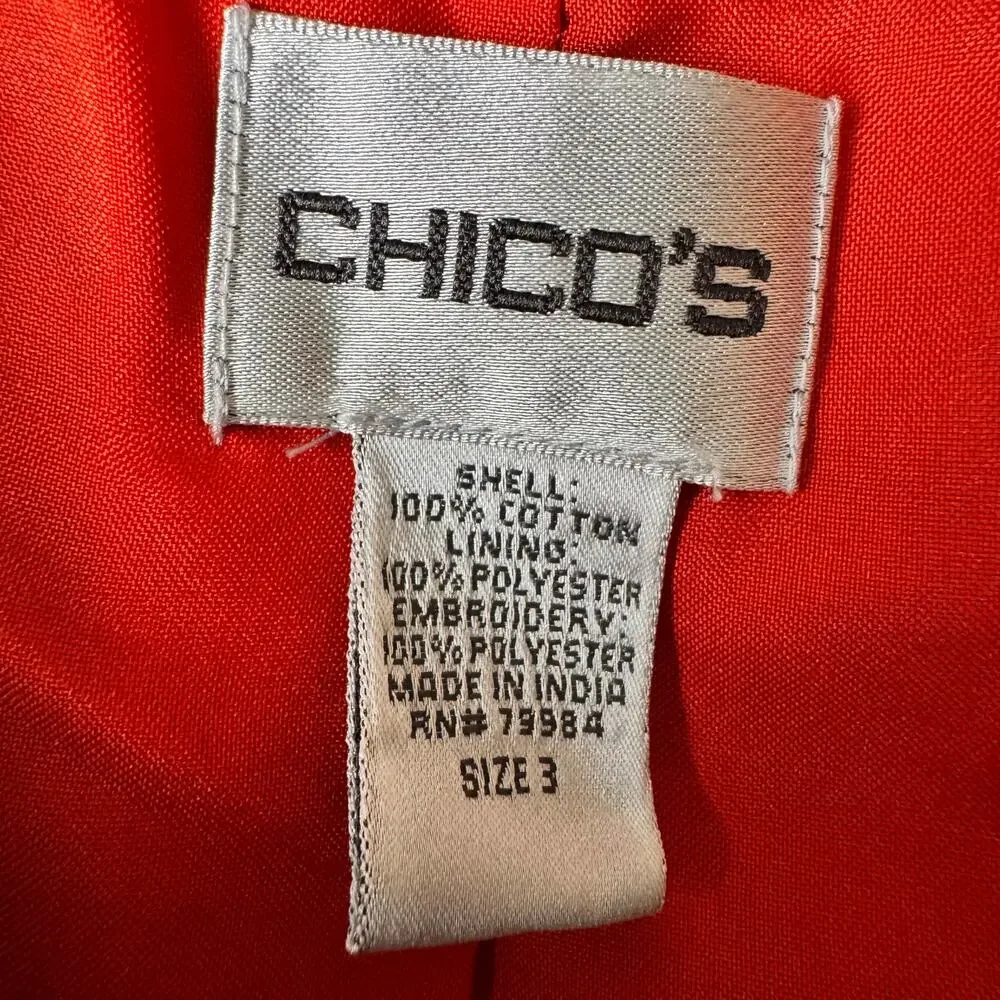 CHICO'S
SHELL:
100% COTTON
LINING:
100% POLYESTER
EMBROIDERY:
100% POLYESTER
MADE IN INDIA
RN# 79984
SIZE 3